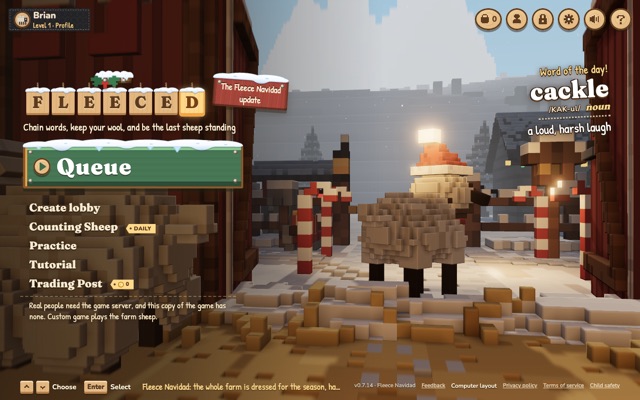 Brian
Level 1 · Profile
0
FLEECED
"The Fleece Navidad" update
Chain words, keep your wool, and be the last sheep standing
Queue
Create lobby
Counting Sheep DAILY
Practice
Tutorial
Trading Post 0
Real people need the game server, and this copy of the game has
none. Custom game plays the farm sheep.
Word of the day!
cackle
/KAK-ul/ noun
a loud, harsh laugh
Choose
Enter Select
Fleece Navidad: the whole farm is dressed for the season, ha...
v0.7.14 · Fleece Navidad
Feedback
Computer layout
Privacy policy
Terms of service
Child safety